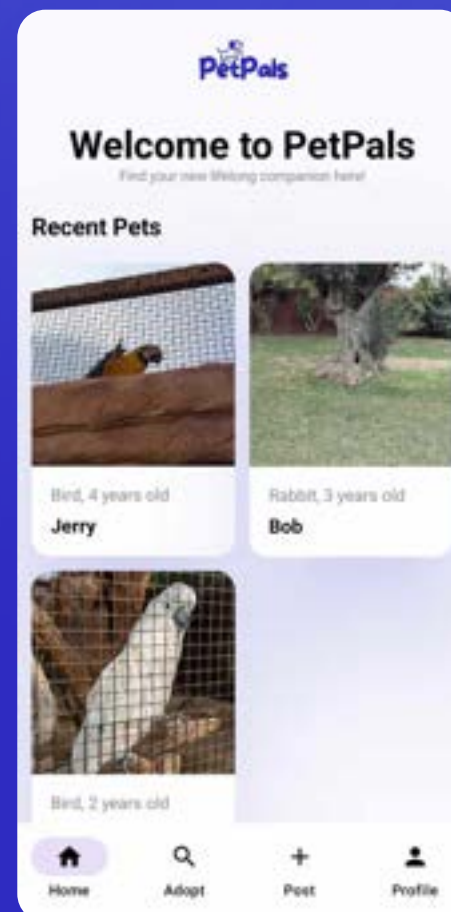 PetPals
Welcome to PetPals
Find your new lifelong companion here!
Recent Pets
Bird, 4 years old
Jerry
Rabbit, 3 years old
Bob
Bird, 2 years old
Home
Adopt
Post
Profile